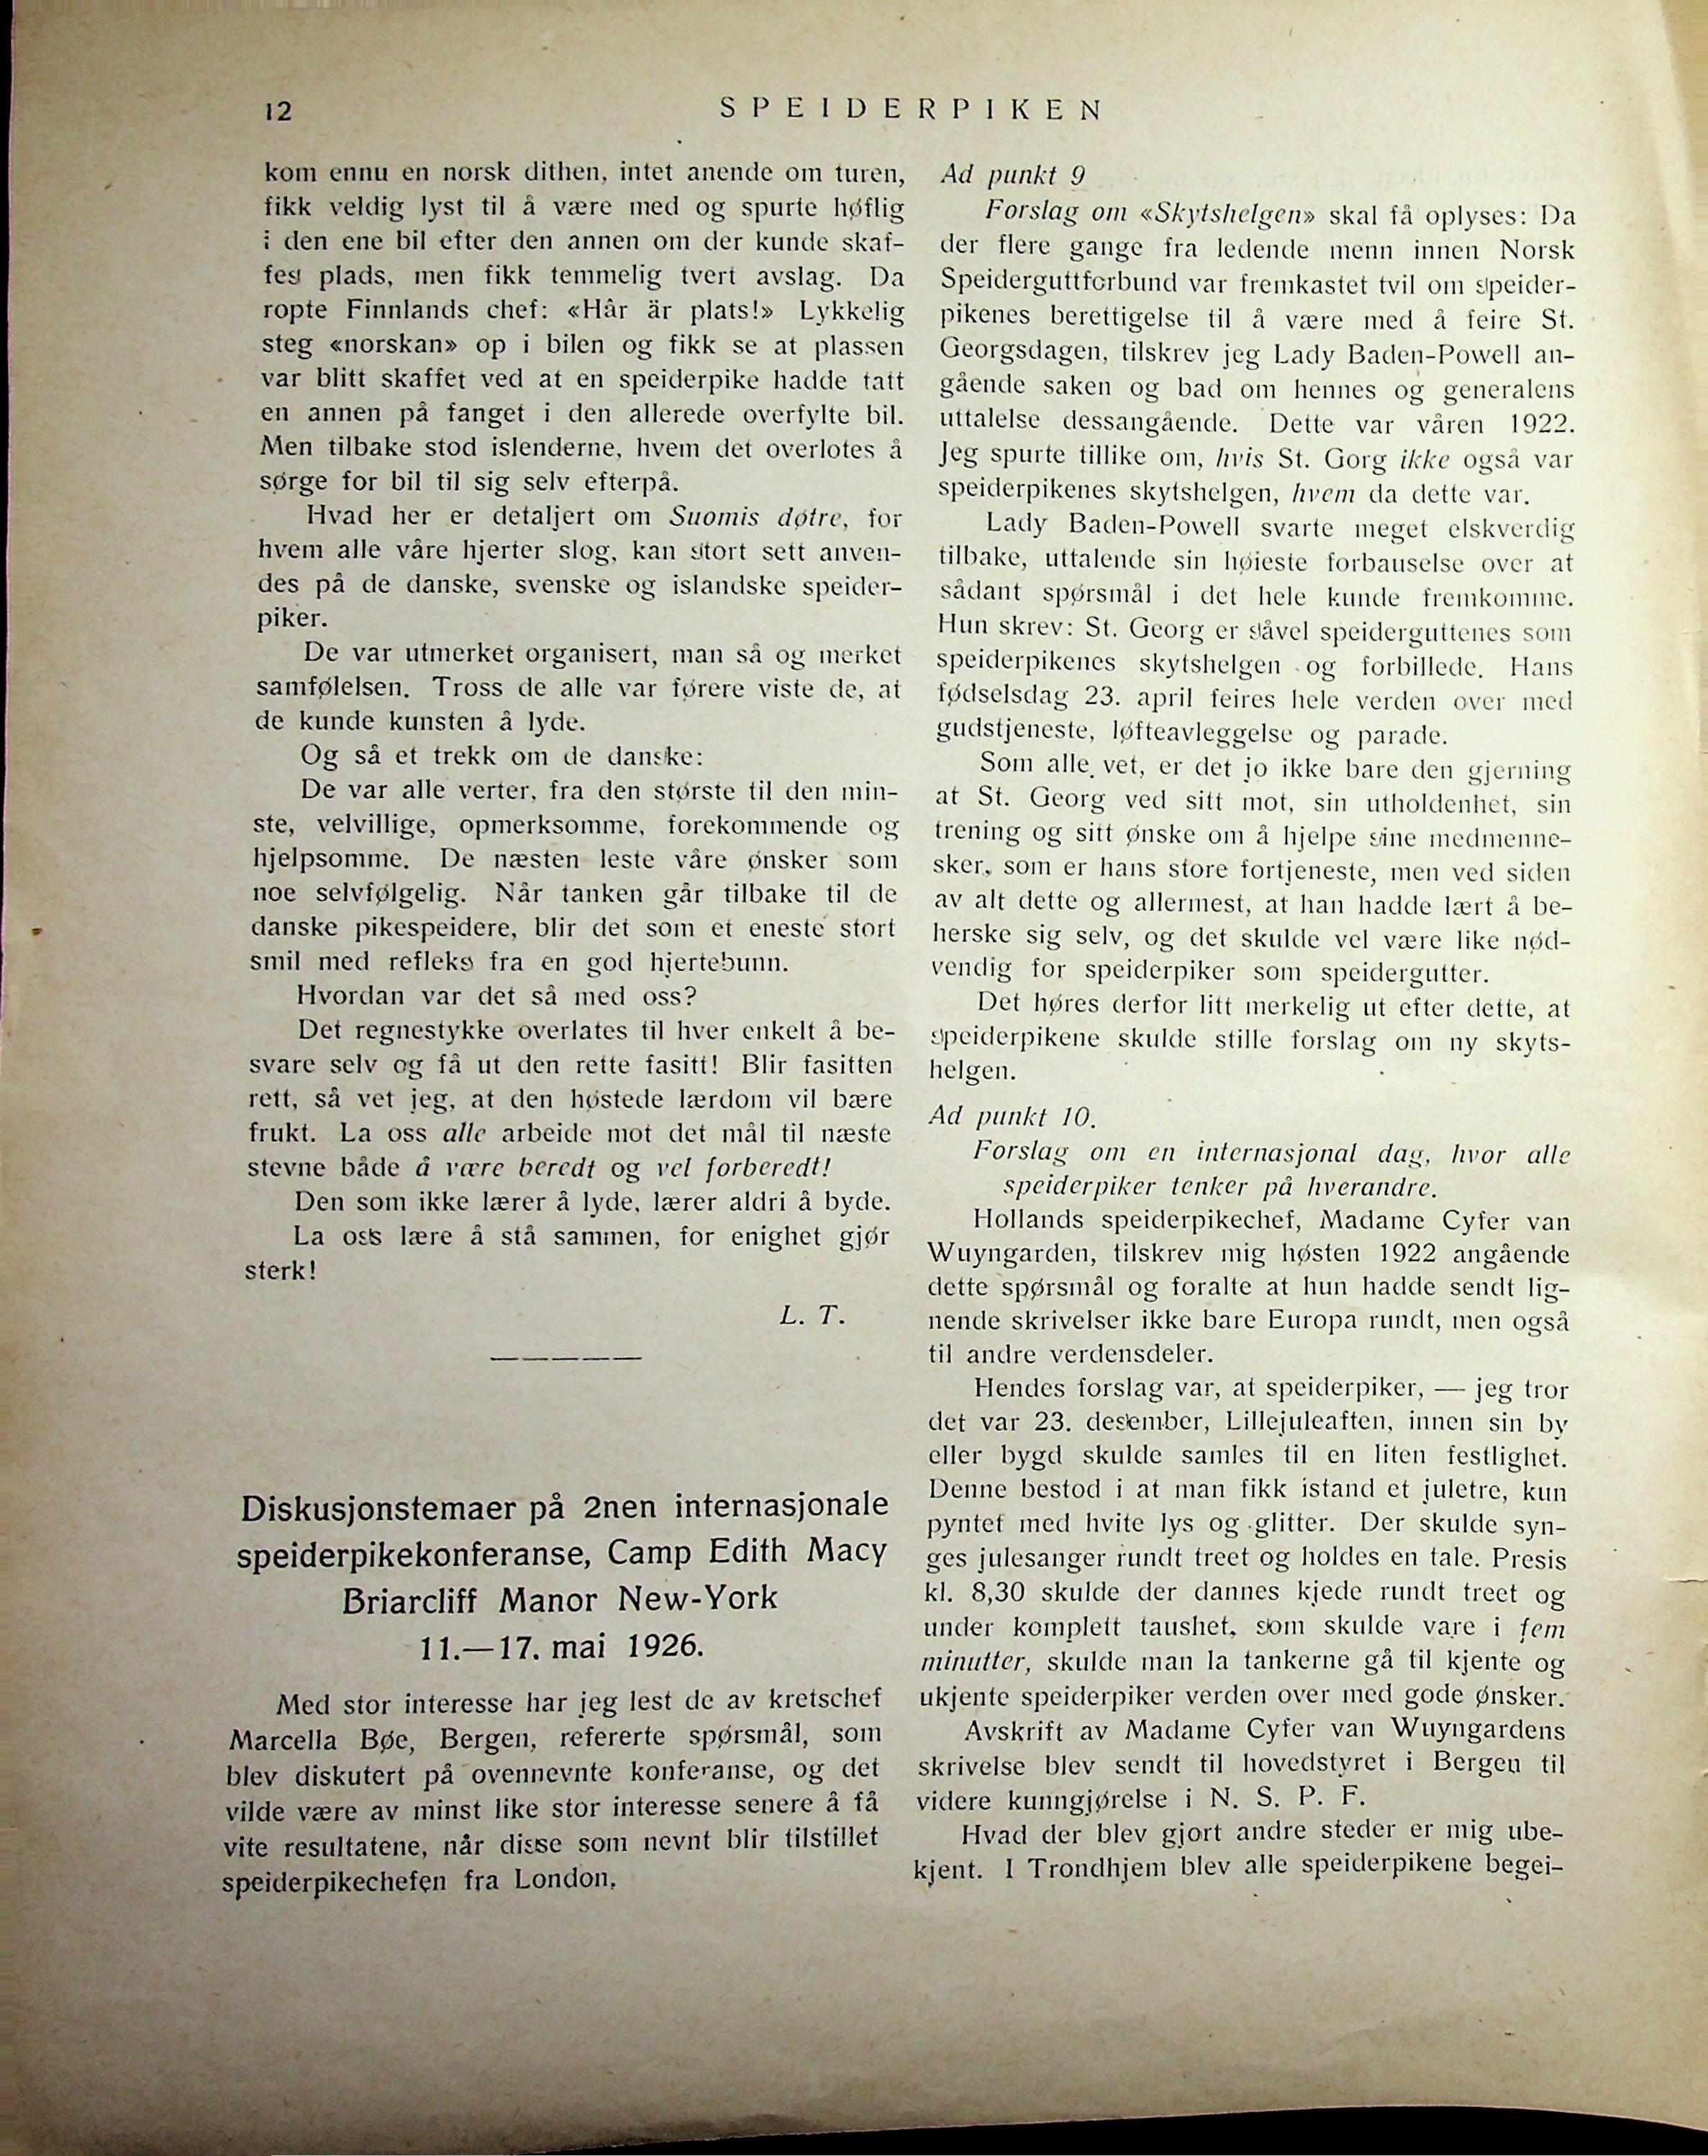 12
SPEIDERPIKEN
kom ennu en norsk dithen, intet anende om turen,
fikk veldig lyst til å være med og spurte høflig
i den ene bil efter den annen om der kunde skaf-
fes plads, men fikk temmelig tvert avslag. Da
ropte Finnlands chef: «Hår är plats!» Lykkelig
steg «norskan» op i bilen og fikk se at plassen
var blitt skaffet ved at en speiderpike hadde tatt
en annen på fanget i den allerede overfylte bil.
Men tilbake stod islenderne, hvem det overlotes å
sørge for bil til sig selv efterpå.
Hvad her er detaljert om Suomis døtre, for
hvem alle våre hjerter slog, kan stort sett anven-
des på de danske, svenske og islandske speider-
piker.
De var utmerket organisert, man så og merket
samfølelsen. Tross de alle var førere viste de, at
de kunde kunsten å lyde.
Og så et trekk om de danske:
De var alle verter, fra den største til den min-
ste, velvillige, opmerksomme, forekommende og
hjelpsomme. De næsten leste våre ønsker som
noe selvfølgelig. Når tanken går tilbake til de
danske pikespeidere, blir det som et eneste stort
smil med refleks fra en god hjertebunn.
Hvordan var det så med oss?
Det regnestykke overlates til hver enkelt å be-
svare selv og få ut den rette fasitt! Blir fasitten
rett, så vet jeg, at den høstede lærdom vil bære
frukt. La oss alle arbeide mot det mål til næste
stevne både å være beredt og vel forberedt!
Den som ikke lærer å lyde, lærer aldri å byde.
La oss lære å stå sammen, for enighet gjør
sterk!
L. T.
Diskusjonstemaer på 2nen internasjonale
speiderpikekonferanse, Camp Edith Macy
Briarcliff Manor New-York
11.—17. mai 1926.
Med stor interesse har jeg lest de av kretschef
Marcella Bøe, Bergen, refererte spørsmål, som
blev diskutert på ovennevnte konferanse, og det
vilde være av minst like stor interesse senere å få
vite resultatene, når disse som nevnt blir tilstillet
speiderpikechefen fra London.
Ad punkt 9
Forslag om «Skytshelgen» skal få oplyses: Da
der flere gange fra ledende menn innen Norsk
Speiderguttforbund var fremkastet tvil om speider-
pikenes berettigelse til å være med å feire St.
Georgsdagen, tilskrev jeg Lady Baden-Powell an-
gående saken og bad om hennes og generalens
uttalelse dessangående. Dette var våren 1922.
Jeg spurte tillike om, hvis St. Gorg ikke også var
speiderpikenes skytshelgen, hvem da dette var.
Lady Baden-Powell svarte meget elskverdig
tilbake, uttalende sin høieste forbauselse over at
sådant spørsmål i det hele kunde fremkomme.
Hun skrev: St. Georg er såvel speiderguttenes som
speiderpikenes skytshelgen og forbillede. Hans
fødselsdag 23. april feires hele verden over med
gudstjeneste, løfteavleggelse og parade.
Som alle vet, er det jo ikke bare den gjerning
at St. Georg ved sitt mot, sin utholdenhet, sin
trening og sitt ønske om å hjelpe sine medmenne-
sker, som er hans store fortjeneste, men ved siden
av alt dette og allermest, at han hadde lært å be-
herske sig selv, og det skulde vel være like nød-
vendig for speiderpiker som speidergutter.
Det høres derfor litt merkelig ut efter dette, at
speiderpikene skulde stille forslag om ny skyts-
helgen.
Ad punkt 10.
Forslag om en internasjonal dag, hvor alle
speiderpiker tenker på hverandre.
Hollands speiderpikechef, Madame Cyfer van
Wuyngarden, tilskrev mig høsten 1922 angående
dette spørsmål og foralte at hun hadde sendt lig-
nende skrivelser ikke bare Europa rundt, men også
til andre verdensdeler.
Hendes forslag var, at speiderpiker, — jeg tror
det var 23. desember, Lillejuleaften, innen sin by
eller bygd skulde samles til en liten festlighet.
Denne bestod i at man fikk istand et juletre, kun
pyntet med hvite lys og glitter. Der skulde syn-
ges julesanger rundt treet og holdes en tale. Presis
kl. 8,30 skulde der dannes kjede rundt treet og
under komplett taushet, som skulde vare i fem
minutter, skulde man la tankerne gå til kjente og
ukjente speiderpiker verden over med gode ønsker.
Avskrift av Madame Cyfer van Wuyngardens
skrivelse blev sendt til hovedstyret i Bergen til
videre kunngjørelse i N. S. P. F.
Hvad der blev gjort andre steder er mig ube-
kjent. I Trondhjem blev alle speiderpikene begei-